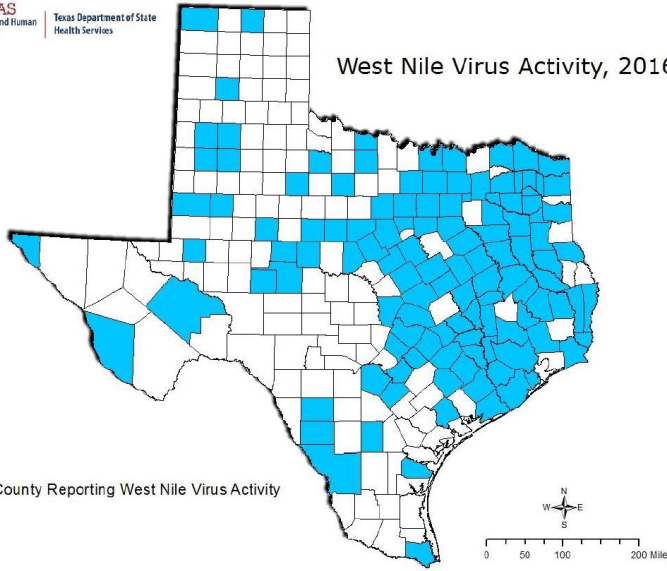 AS
nd Human
Texas Department of State
Health Services
West Nile Virus Activity, 2016
County Reporting West Nile Virus Activity
N
W E
S
0 50 100 200 Mile